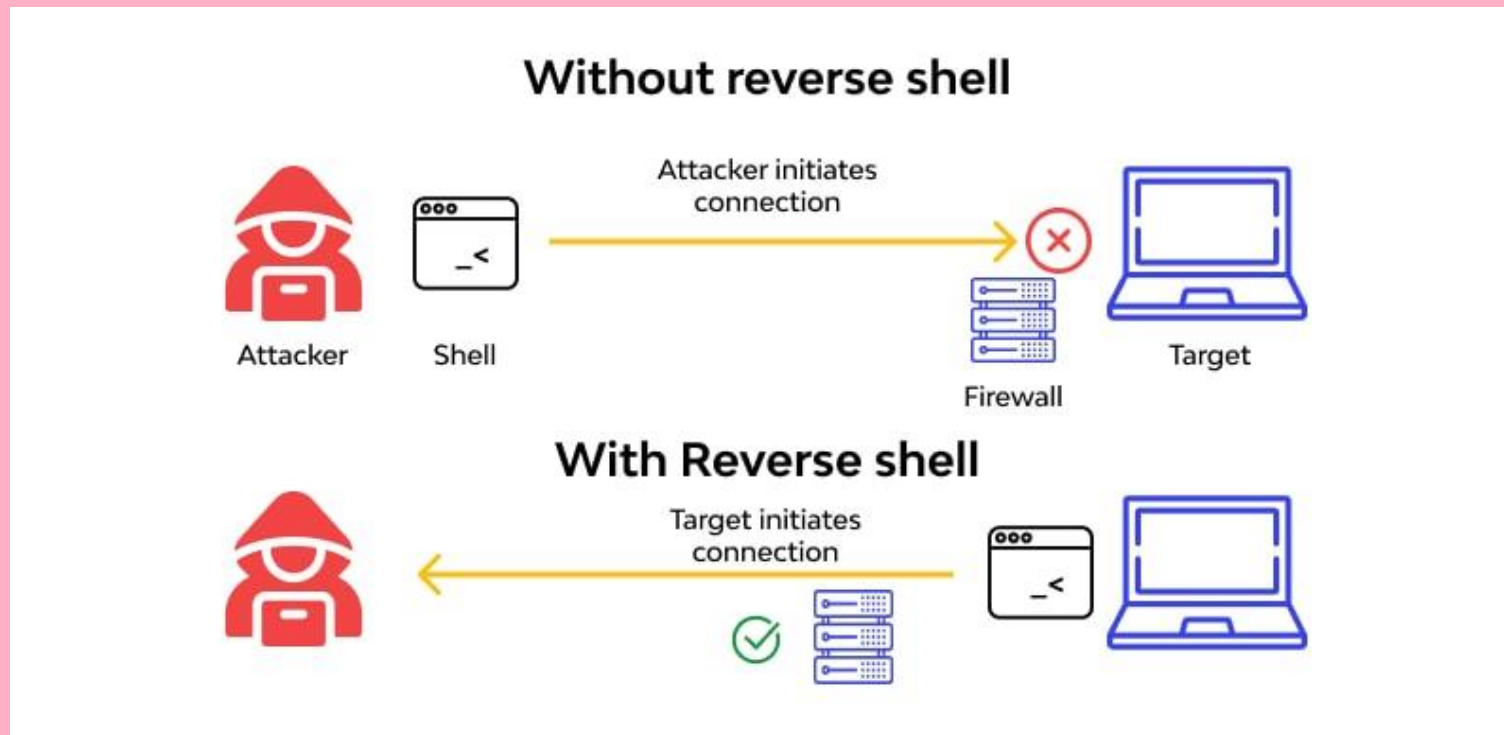 Without reverse shell
Attacker initiates
connection
_<
Attacker
Shell
Target
Firewall
With Reverse shell
Target initiates
connection
_<